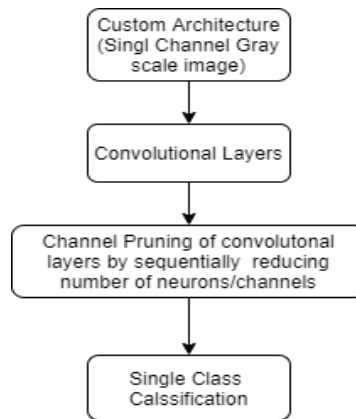 Custom Architecture
(Singl Channel Gray
scale image)
Convolutional Layers
Channel Pruning of convolutonal
layers by sequentially reducing
number of neurons/channels
Single Class
Calssification